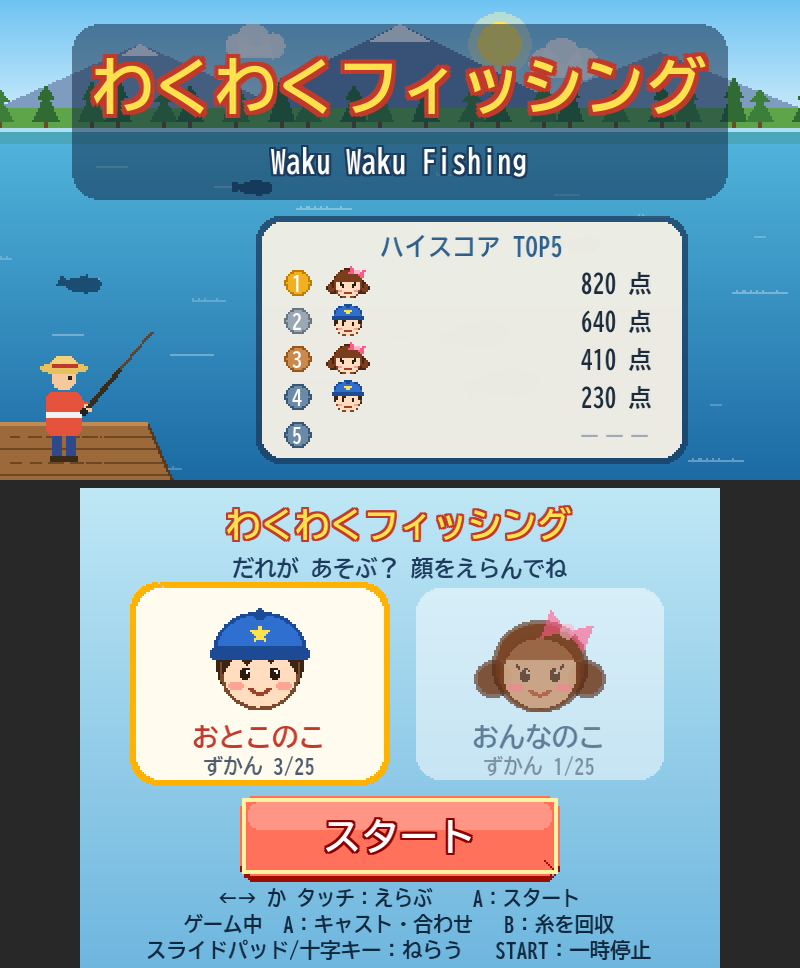 わくわくフィッシング
Waku Waku Fishing
ハイスコア TOP5
1 820 点
2 640 点
3 410 点
4 230 点
5 ― ― ―
わくわくフィッシング
だれが あそぶ? 顔をえらんでね
おとこのこ
ずかん 3/25
おんなのこ
ずかん 1/25
スタート
←→ か タッチ:えらぶ A:スタート
ゲーム中 A:キャスト・合わせ B:糸を回収
スライドパッド/十字キー:ねらう START:一時停止